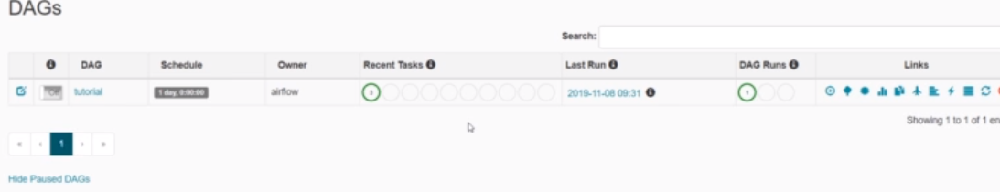 DAGs
Search:
DAG Schedule Owner Recent Tasks Last Run DAG Runs Links
Off tutorial 1 day, 0:00:00 airflow 3 2019-11-08 09:31 1
Showing 1 to 1 of 1 en
« ‹ 1 › »
Hide Paused DAGs